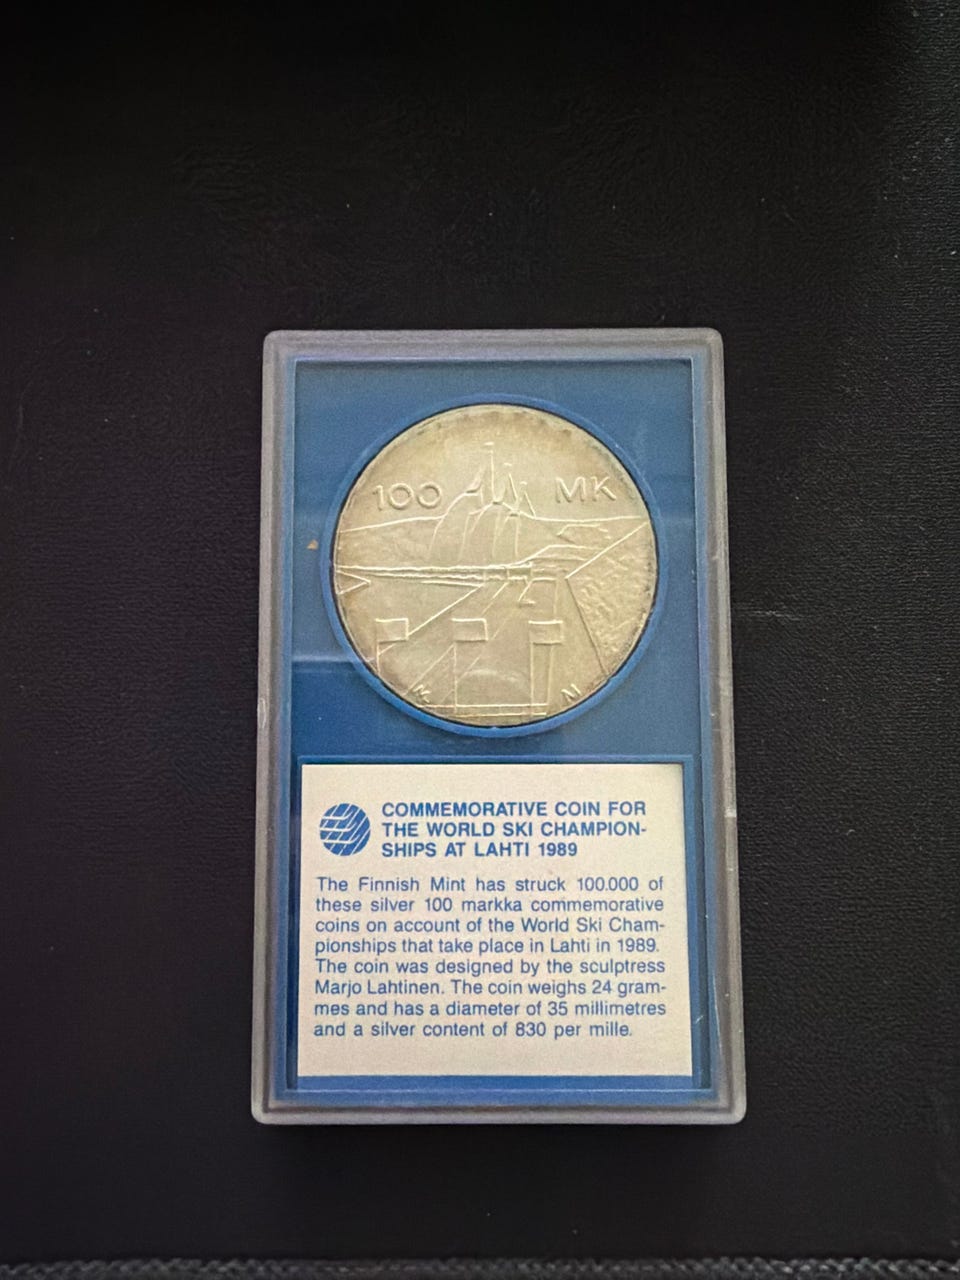 100 MK
M M
COMMEMORATIVE COIN FOR
THE WORLD SKI CHAMPION-
SHIPS AT LAHTI 1989
The Finnish Mint has struck 100.000 of
these silver 100 markka commemorative
coins on account of the World Ski Cham-
pionships that take place in Lahti in 1989.
The coin was designed by the sculptress
Marjo Lahtinen. The coin weighs 24 gram-
mes and has a diameter of 35 millimetres
and a silver content of 830 per mille.